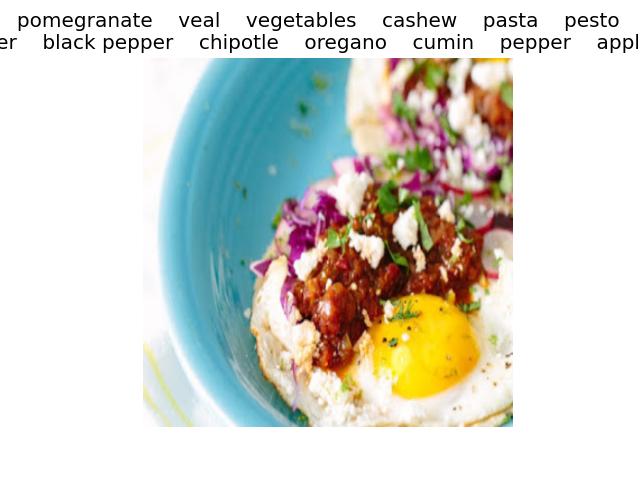 pomegranate veal vegetables cashew pasta pesto
black pepper chipotle oregano cumin pepper